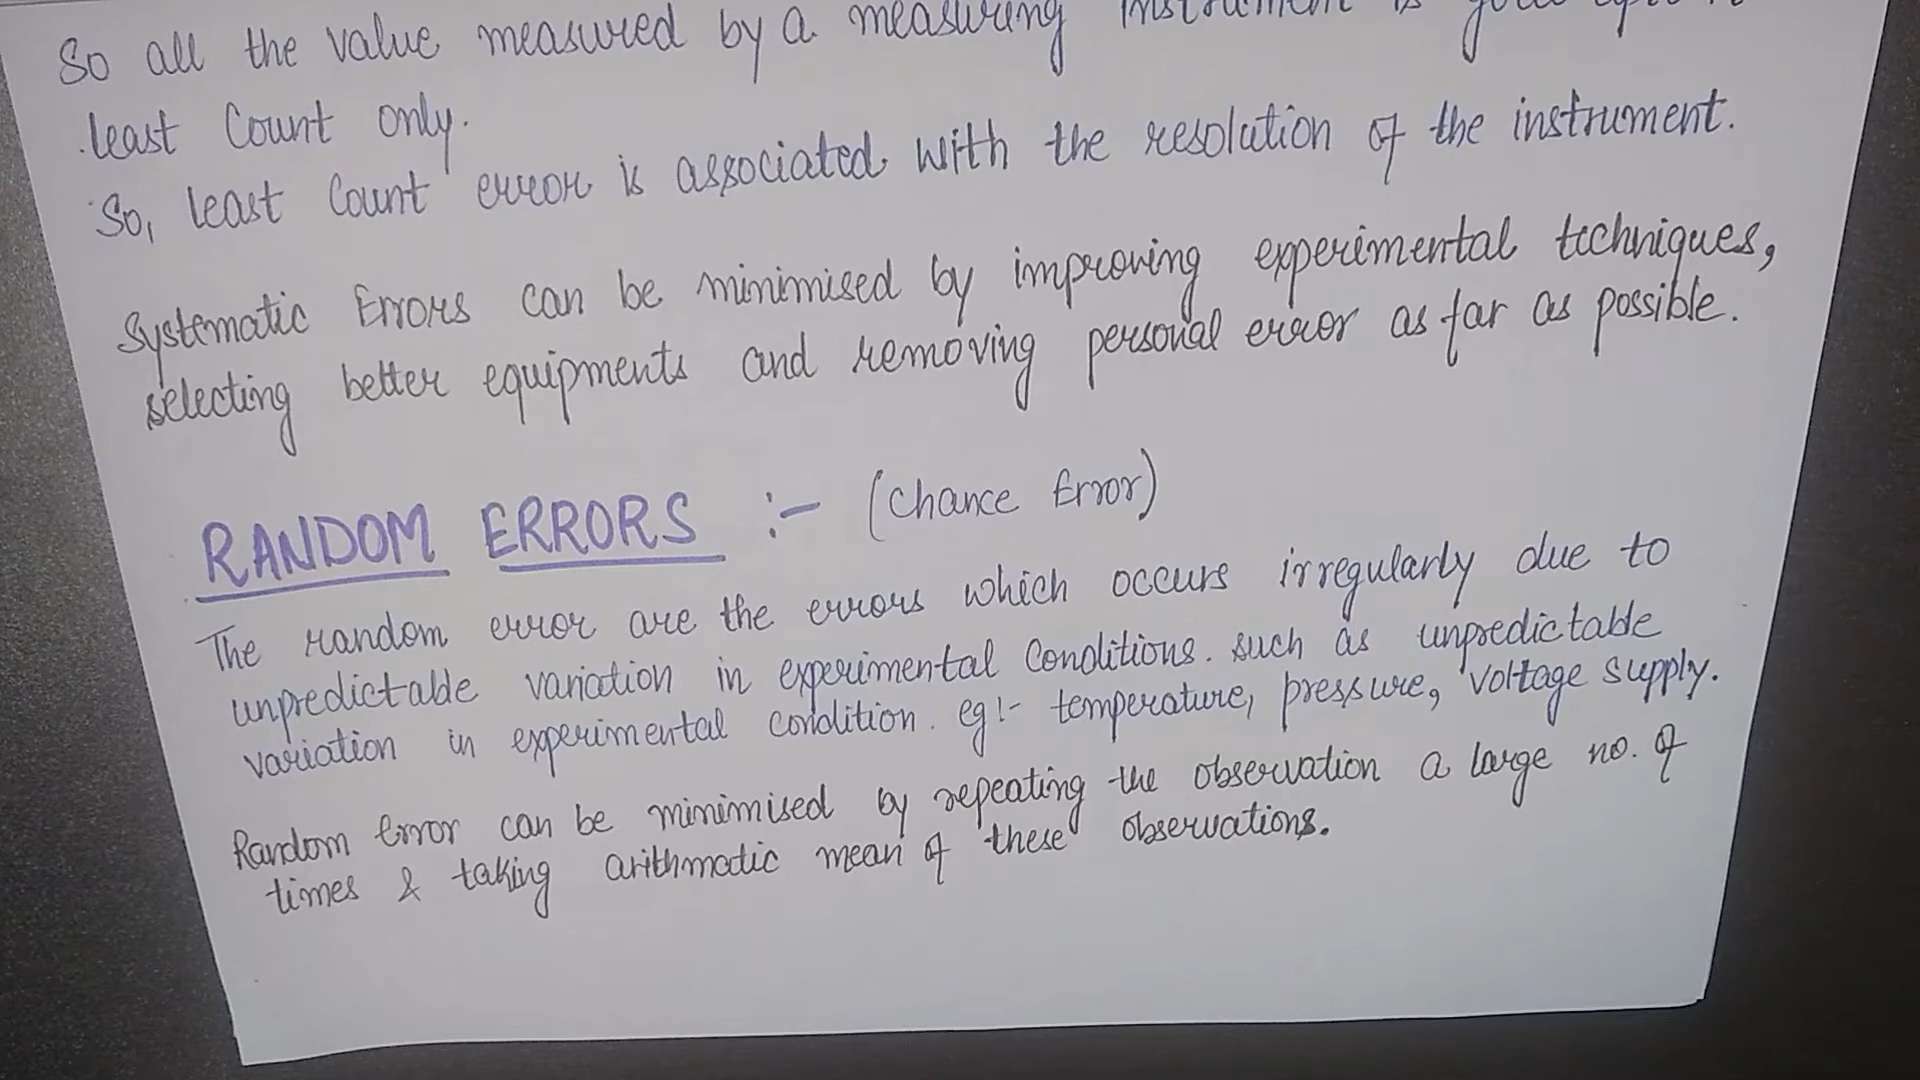 So all the value measured by a measuring instrument is
least Count only.
So, least Count error is associated with the resolution of the instrument.
Systematic Errors can be minimised by improving experimental techniques,
selecting better equipments and removing personal error as far as possible.
RANDOM ERRORS :- (Chance Error)
The random error are the errors which occurs irregularly due to
unpredictable variation in experimental Conditions. such as unpredictable
variation in experimental condition. eg:- temperature, pressure, voltage supply.
Random Error can be minimised by repeating the observation a large no. of
times & taking arithmatic mean of these observations.